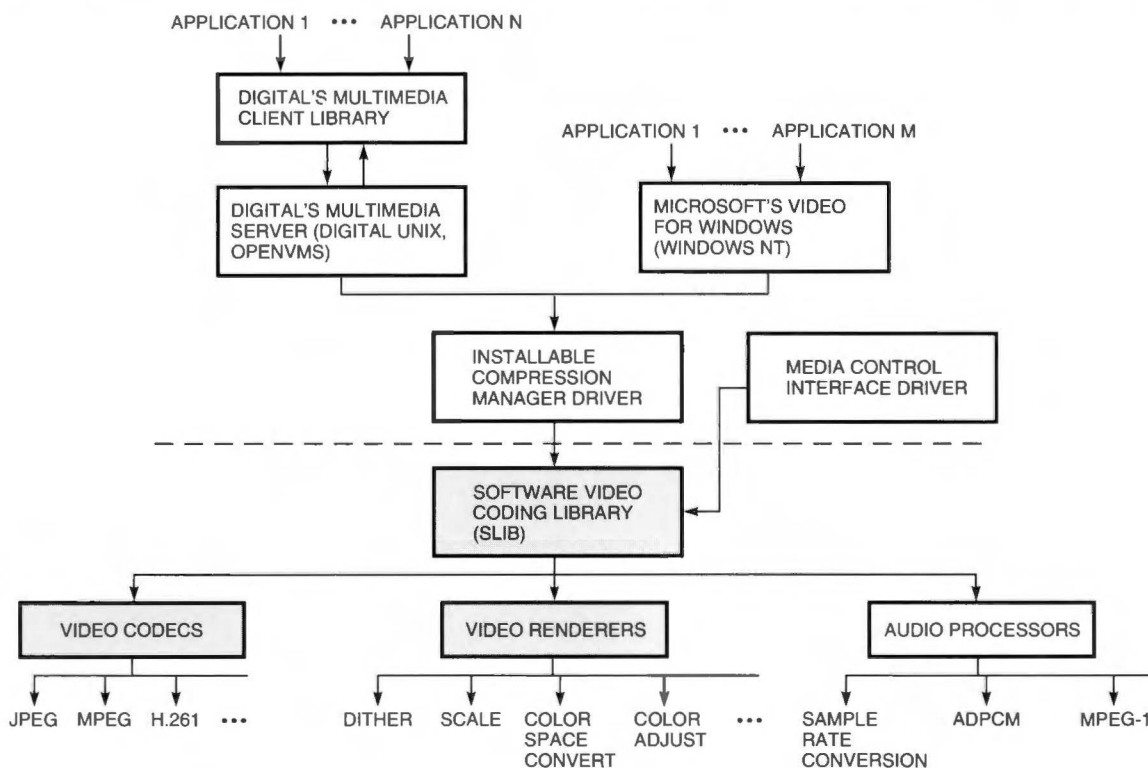 APPLICATION 1 ••• APPLICATION N
DIGITAL'S MULTIMEDIA
CLIENT LIBRARY
APPLICATION 1 ••• APPLICATION M
DIGITAL'S MULTIMEDIA
SERVER (DIGITAL UNIX,
OPENVMS)
MICROSOFT'S VIDEO
FOR WINDOWS
(WINDOWS NT)
INSTALLABLE
COMPRESSION
MANAGER DRIVER
MEDIA CONTROL
INTERFACE DRIVER
SOFTWARE VIDEO
CODING LIBRARY
(SLIB)
VIDEO CODECS
VIDEO RENDERERS
AUDIO PROCESSORS
JPEG MPEG H.261 •••
DITHER
SCALE
COLOR
SPACE
CONVERT
COLOR
ADJUST
•••
SAMPLE
RATE
CONVERSION
ADPCM
MPEG-1